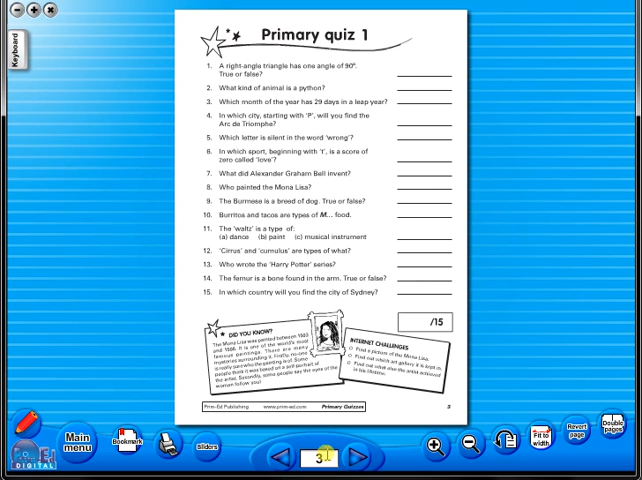 Keyboard
Primary quiz 1
1. A right-angle triangle has one angle of 90°.
True or false?
2. What kind of animal is a python?
3. Which month of the year has 29 days in a leap year?
4. In which city, starting with 'P', will you find the
Arc de Triomphe?
5. Which letter is silent in the word 'wrong'?
6. In which sport, beginning with 't', is a score of
zero called 'love'?
7. What did Alexander Graham Bell invent?
8. Who painted the Mona Lisa?
9. The Burmese is a breed of dog. True or false?
10. Burritos and tacos are types of M... food.
11. The 'waltz' is a type of:
(a) dance (b) paint (c) musical instrument
12. 'Cirrus' and 'cumulus' are types of what?
13. Who wrote the 'Harry Potter' series?
14. The femur is a bone found in the arm. True or false?
15. In which country will you find the city of Sydney?
/15
DID YOU KNOW?
The Mona Lisa was painted between 1503
and 1506. It is one of the world's most
famous paintings. There are many
mysteries surrounding it. Firstly, no-one
is really sure who the painting is of. Some
people think it was based on a self-portrait of
the artist. Secondly, some people say the eyes of the
woman follow you!
INTERNET CHALLENGES
Find a picture of the Mona Lisa.
Find out which art gallery it is kept in.
Find out what else the artist achieved
in his lifetime.
Prim-Ed Publishing www.prim-ed.com Primary Quizzes 3
Main
menu
Bookmark
Sliders
3
Fit to
width
Revert
page
Double
pages
DIGITAL